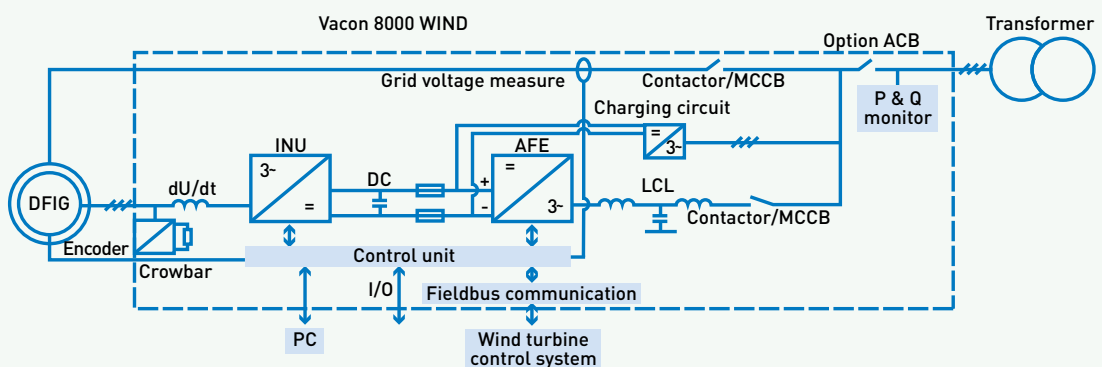 Vacon 8000 WIND
Transformer
Option ACB
Grid voltage measure
Contactor/MCCB
P & Q
monitor
Charging circuit
=
3~
INU
3~
=
DC
AFE
=
3~
+
-
LCL
Contactor/MCCB
DFIG
dU/dt
Encoder
Crowbar
Control unit
I/O
Fieldbus communication
PC
Wind turbine
control system